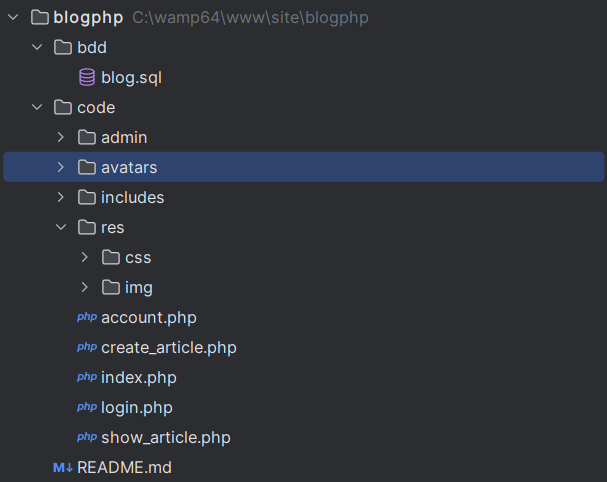 blogphp C:\wamp64\www\site\blogphp
bdd
blog.sql
code
admin
avatars
includes
res
css
img
php account.php
php create_article.php
php index.php
php login.php
php show_article.php
M↓ README.md